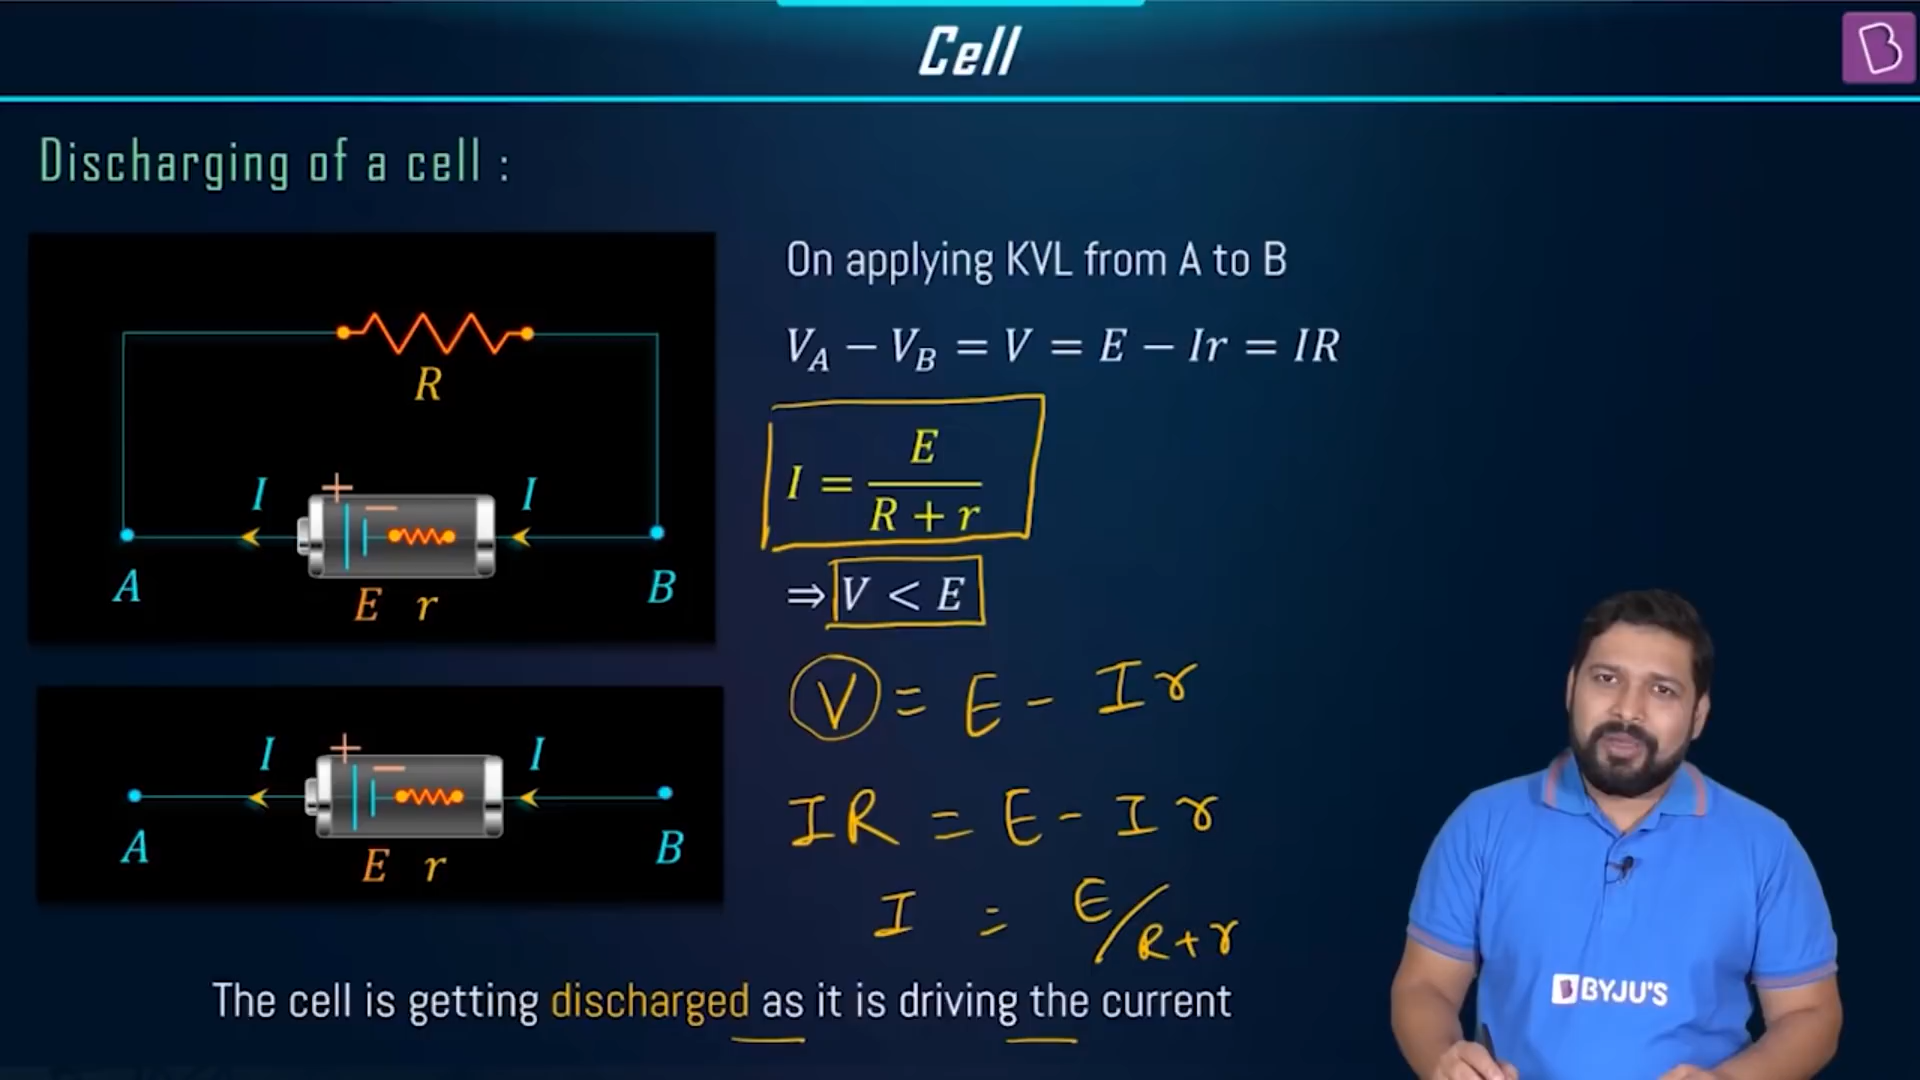 Cell
B
Discharging of a cell :
R
I + − I
A B
E r
I + − I
A B
E r
On applying KVL from A to B
V_A − V_B = V = E − Ir = IR
I = E / (R + r)
⇒ V < E
V = E - Ir
IR = E - Ir
I = E/R+r
The cell is getting discharged as it is driving the current
BYJU'S